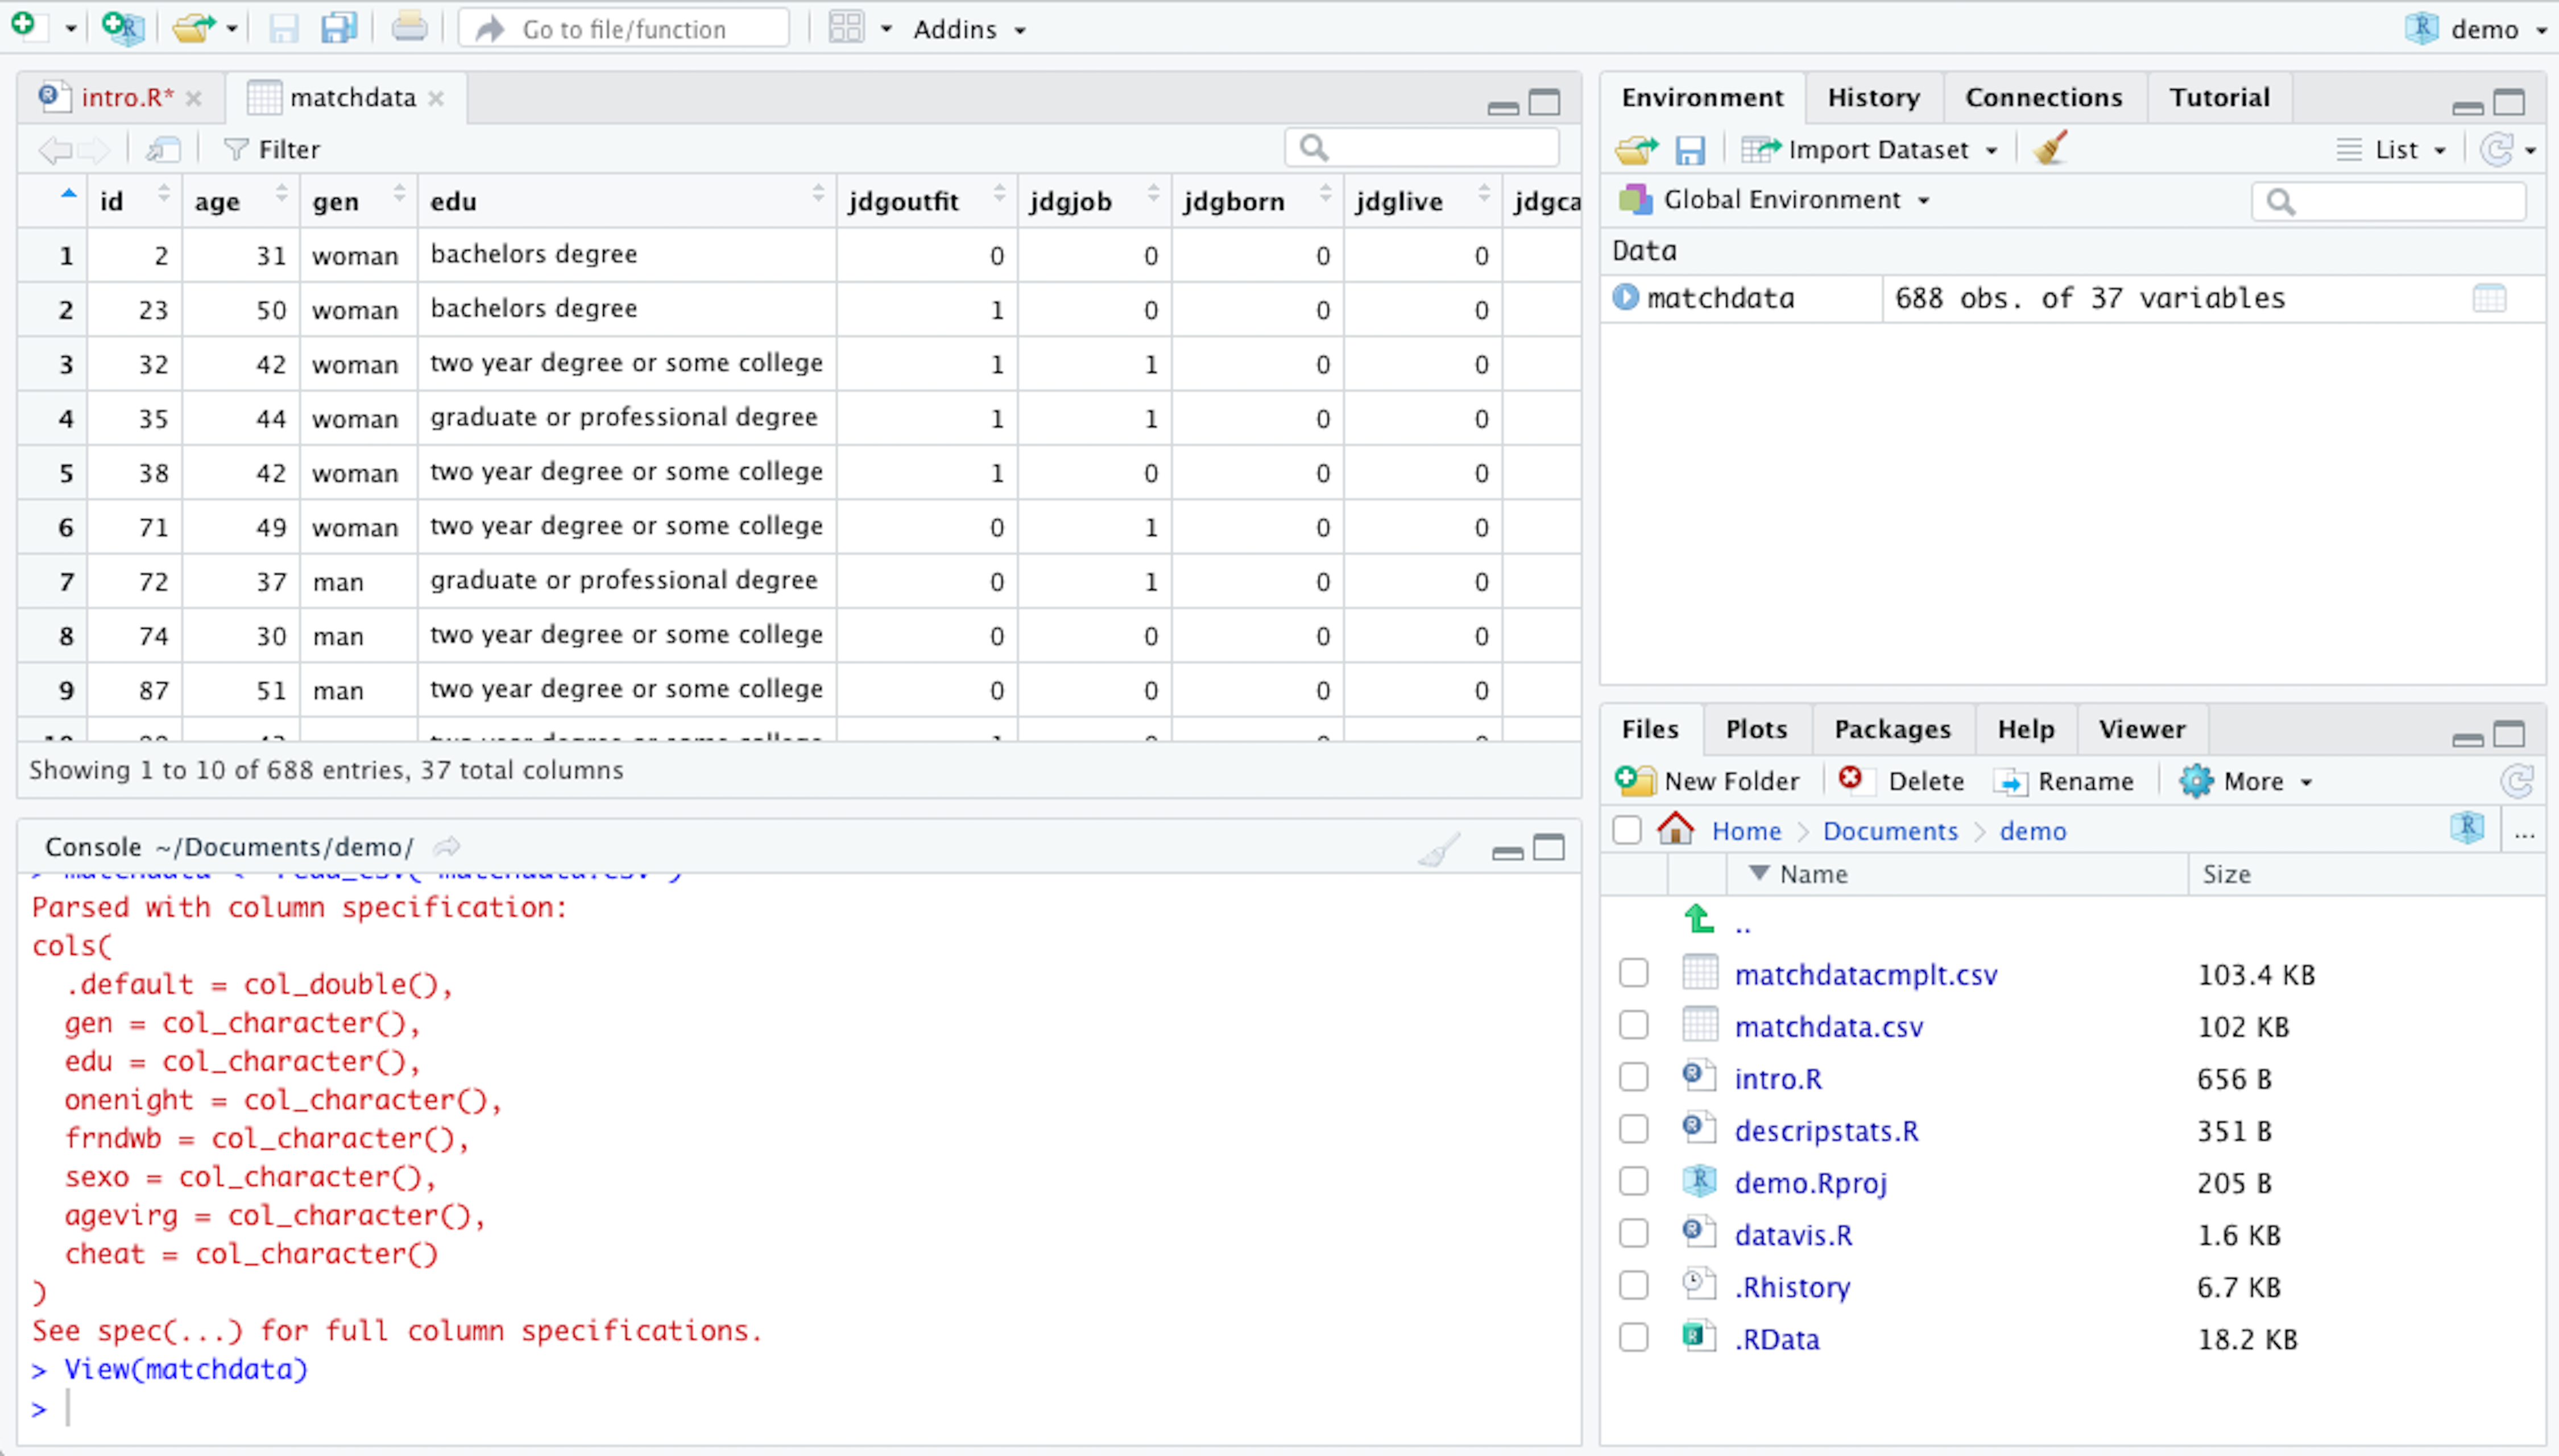 Go to file/function Addins demo
intro.R* matchdata
Filter
id age gen edu jdgoutfit jdgjob jdgborn jdglive jdgca
1 2 31 woman bachelors degree 0 0 0 0
2 23 50 woman bachelors degree 1 0 0 0
3 32 42 woman two year degree or some college 1 1 0 0
4 35 44 woman graduate or professional degree 1 1 0 0
5 38 42 woman two year degree or some college 1 0 0 0
6 71 49 woman two year degree or some college 0 1 0 0
7 72 37 man graduate or professional degree 0 1 0 0
8 74 30 man two year degree or some college 0 0 0 0
9 87 51 man two year degree or some college 0 0 0 0
two year degree or some college
Showing 1 to 10 of 688 entries, 37 total columns
Console ~/Documents/demo/
Parsed with column specification:
cols(
.default = col_double(),
gen = col_character(),
edu = col_character(),
onenight = col_character(),
frndwb = col_character(),
sexo = col_character(),
agevirg = col_character(),
cheat = col_character()
)
See spec(...) for full column specifications.
> View(matchdata)
>
Environment History Connections Tutorial
Import Dataset List
Global Environment
Data
matchdata 688 obs. of 37 variables
Files Plots Packages Help Viewer
New Folder Delete Rename More
Home Documents demo ...
Name Size
..
matchdatacmplt.csv 103.4 KB
matchdata.csv 102 KB
intro.R 656 B
descripstats.R 351 B
demo.Rproj 205 B
datavis.R 1.6 KB
.Rhistory 6.7 KB
.RData 18.2 KB